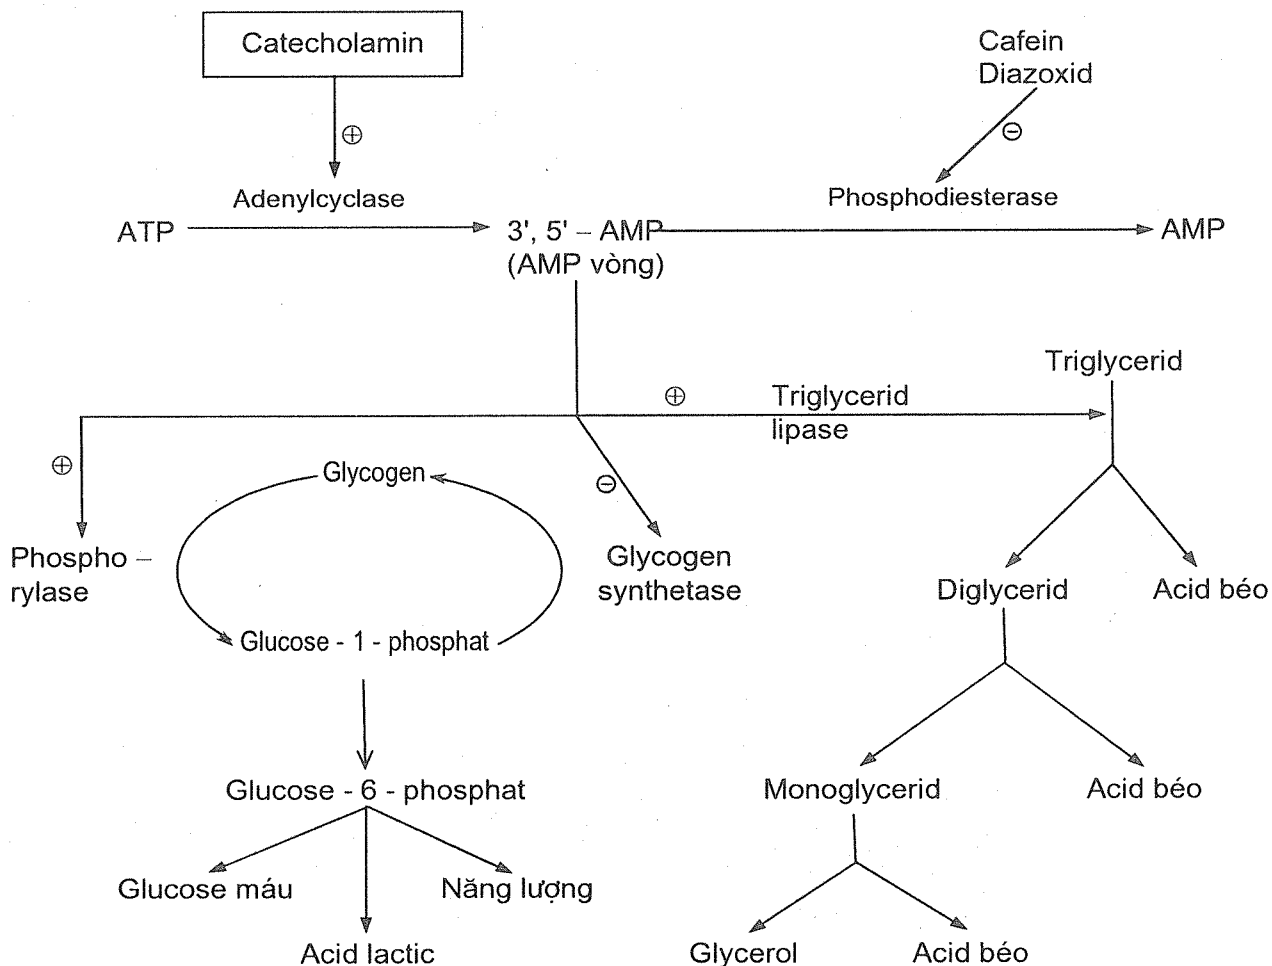 Catecholamin
Cafein
Diazoxid
⊕
⊖
Adenylcyclase
Phosphodiesterase
ATP
3', 5' – AMP
AMP
(AMP vòng)
Triglycerid
⊕
Triglycerid
lipase
⊕
Glycogen
⊖
Phospho –
rylase
Glycogen
synthetase
Diglycerid
Acid béo
Glucose - 1 - phosphat
Glucose - 6 - phosphat
Monoglycerid
Acid béo
Glucose máu
Năng lượng
Acid lactic
Glycerol
Acid béo